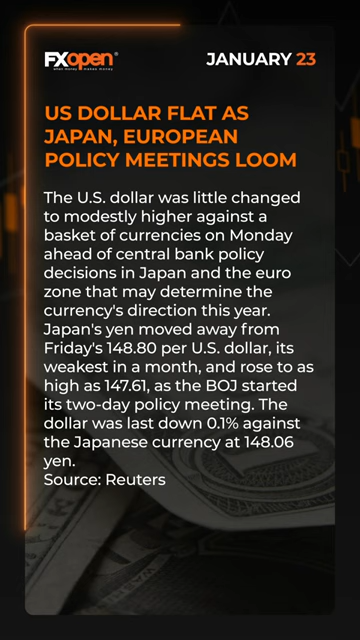 FXopen®
what money makes money
JANUARY 23
US DOLLAR FLAT AS
JAPAN, EUROPEAN
POLICY MEETINGS LOOM
The U.S. dollar was little changed
to modestly higher against a
basket of currencies on Monday
ahead of central bank policy
decisions in Japan and the euro
zone that may determine the
currency's direction this year.
Japan's yen moved away from
Friday's 148.80 per U.S. dollar, its
weakest in a month, and rose to as
high as 147.61, as the BOJ started
its two-day policy meeting. The
dollar was last down 0.1% against
the Japanese currency at 148.06
yen.
Source: Reuters